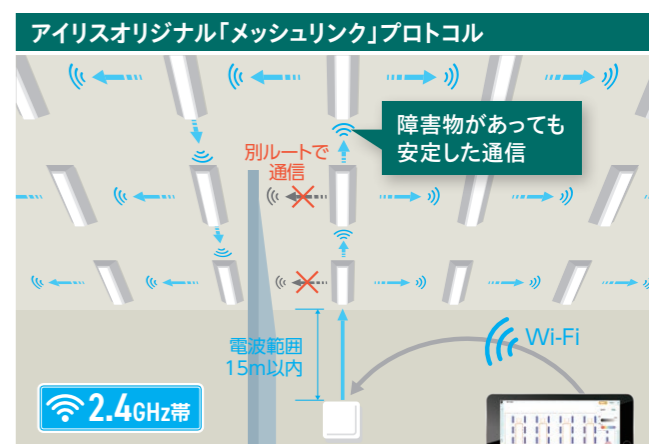 アイリスオリジナル「メッシュリンク」プロトコル
障害物があっても
安定した通信
別ルートで
通信
電波範囲
15m以内
Wi-Fi
2.4GHz帯